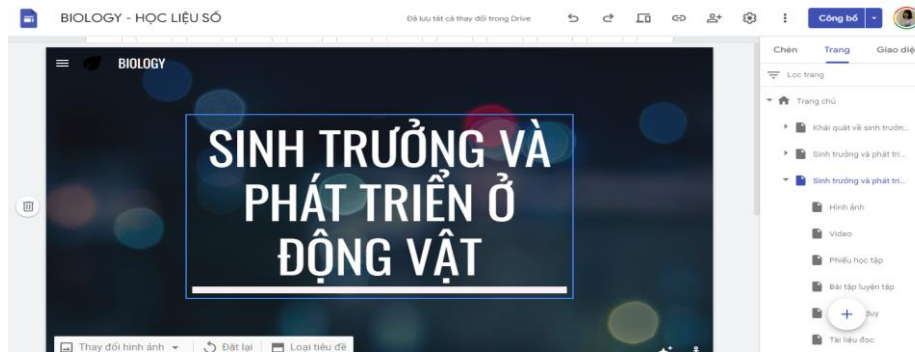 BIOLOGY - HỌC LIỆU SỐ
Đã lưu tất cả thay đổi trong Drive
Công bố
Chèn
Trang
Giao diệ
BIOLOGY
Lọc trang
Trang chủ
Khái quát về sinh trưởn...
Sinh trưởng và phát tri...
Sinh trưởng và phát tri...
Hình ảnh
Video
Phiếu học tập
Bài tập luyện tập
duy
Tài liệu đọc
SINH TRƯỞNG VÀ
PHÁT TRIỂN Ở
ĐỘNG VẬT
Thay đổi hình ảnh
Đặt lại
Loại tiêu đề